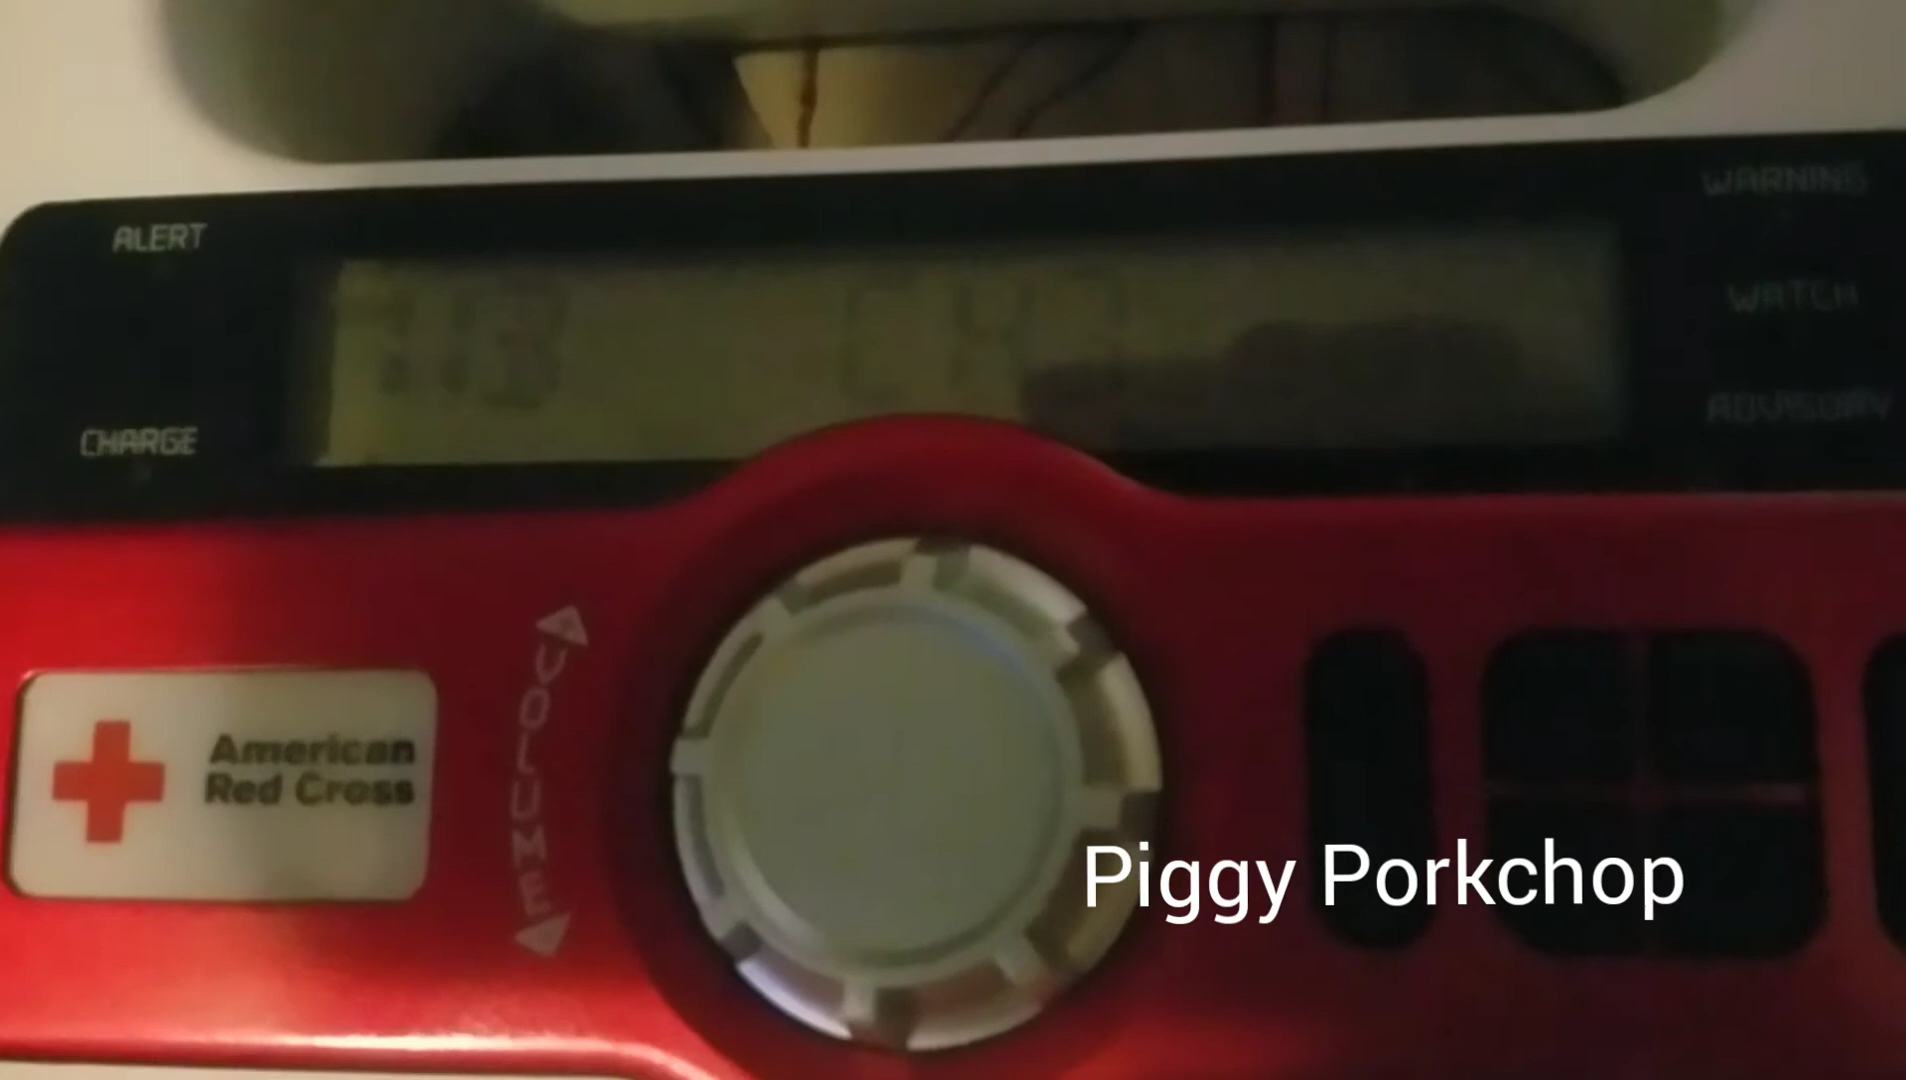 WARNING
ALERT
WATCH
ADVISORY
CHARGE
VOLUME
American
Red Cross
Piggy Porkchop